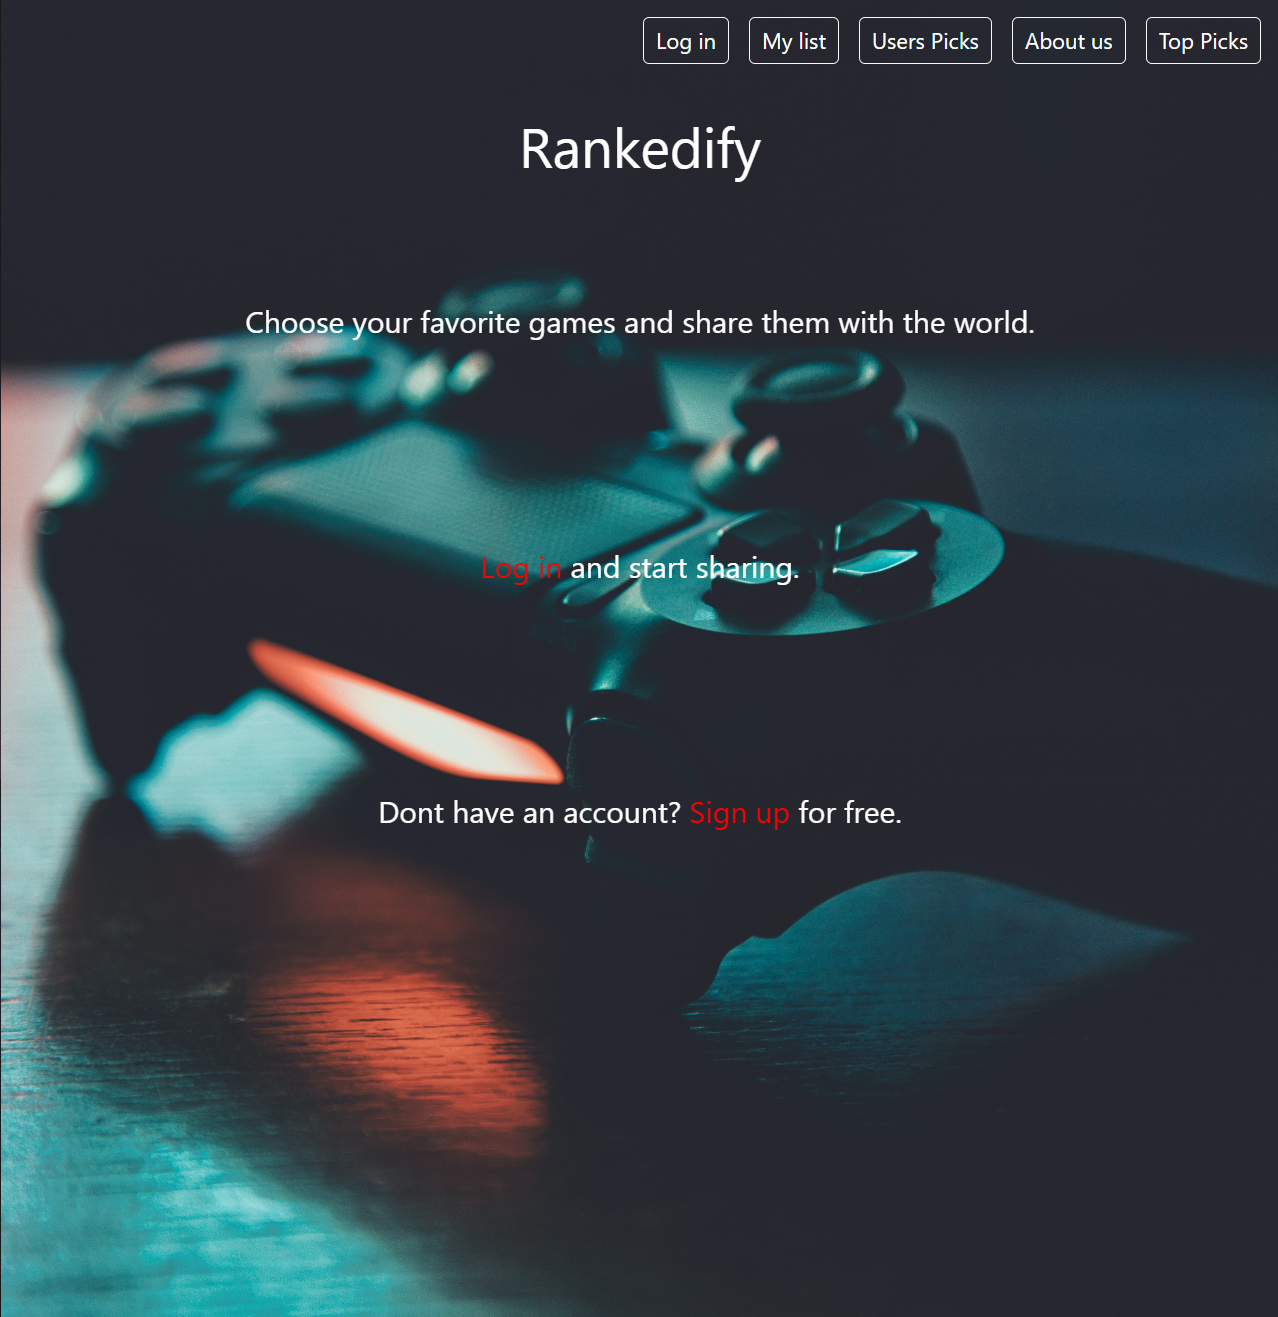 Log in My list Users Picks About us Top Picks
Rankedify
Choose your favorite games and share them with the world.
Log in and start sharing.
Dont have an account? Sign up for free.